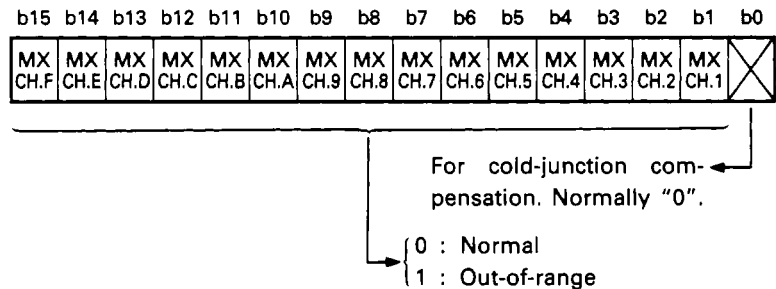 b15 b14 b13 b12 b11 b10 b9 b8 b7 b6 b5 b4 b3 b2 b1 b0
MX MX MX MX MX MX MX MX MX MX MX MX MX MX MX
CH.F CH.E CH.D CH.C CH.B CH.A CH.9 CH.8 CH.7 CH.6 CH.5 CH.4 CH.3 CH.2 CH.1
For cold-junction com-
pensation. Normally "0".
0 : Normal
1 : Out-of-range